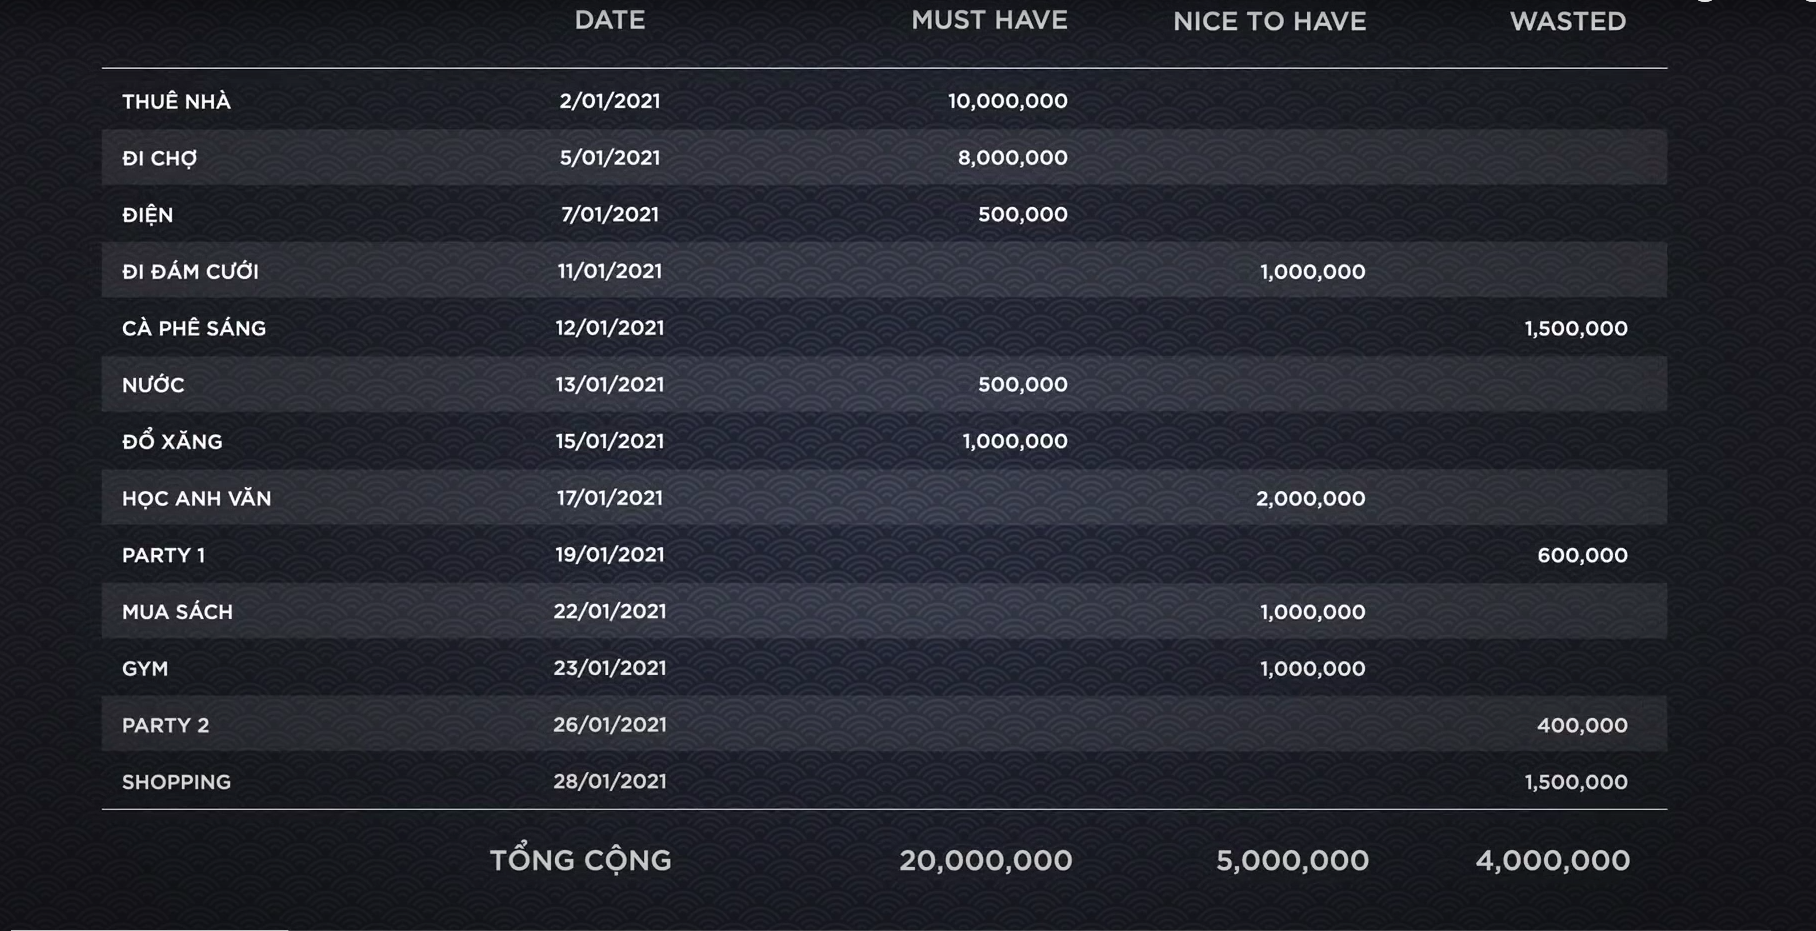 DATE MUST HAVE NICE TO HAVE WASTED
THUÊ NHÀ 2/01/2021 10,000,000
ĐI CHỢ 5/01/2021 8,000,000
ĐIỆN 7/01/2021 500,000
ĐI ĐÁM CƯỚI 11/01/2021 1,000,000
CÀ PHÊ SÁNG 12/01/2021 1,500,000
NƯỚC 13/01/2021 500,000
ĐỔ XĂNG 15/01/2021 1,000,000
HỌC ANH VĂN 17/01/2021 2,000,000
PARTY 1 19/01/2021 600,000
MUA SÁCH 22/01/2021 1,000,000
GYM 23/01/2021 1,000,000
PARTY 2 26/01/2021 400,000
SHOPPING 28/01/2021 1,500,000
TỔNG CỘNG 20,000,000 5,000,000 4,000,000